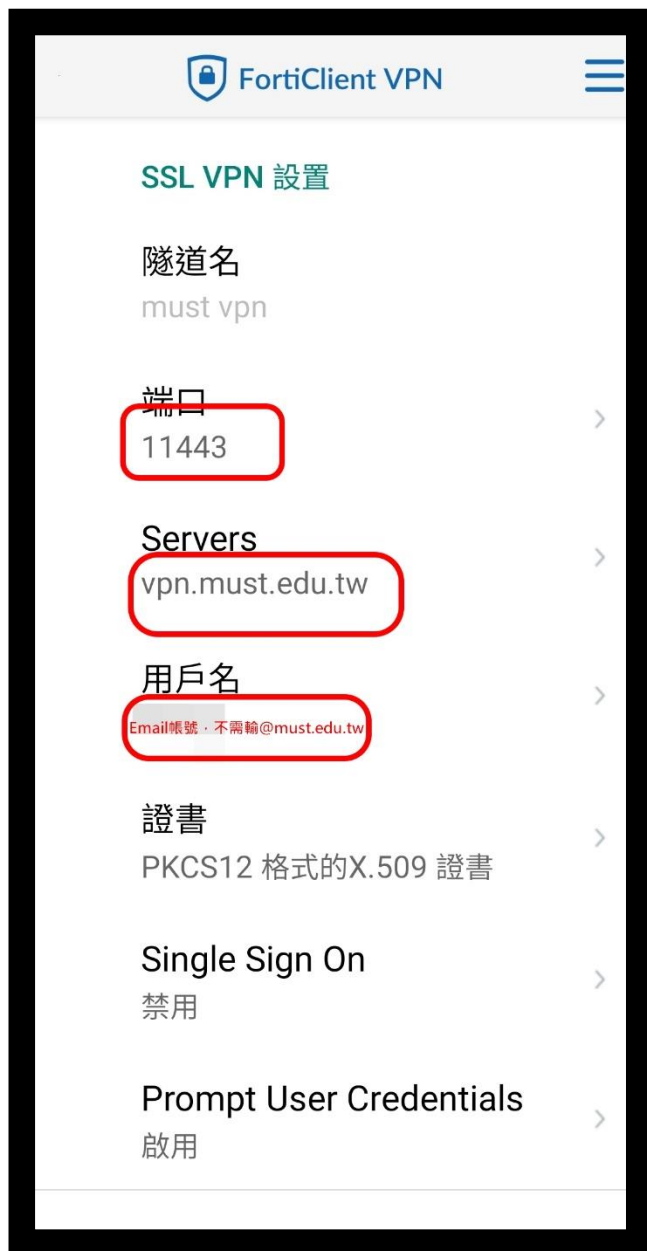 FortiClient VPN
SSL VPN 設置
隧道名
must vpn
端口
11443
Servers
vpn.must.edu.tw
用戶名
Email帳號，不需輸@must.edu.tw
證書
PKCS12 格式的X.509 證書
Single Sign On
禁用
Prompt User Credentials
啟用